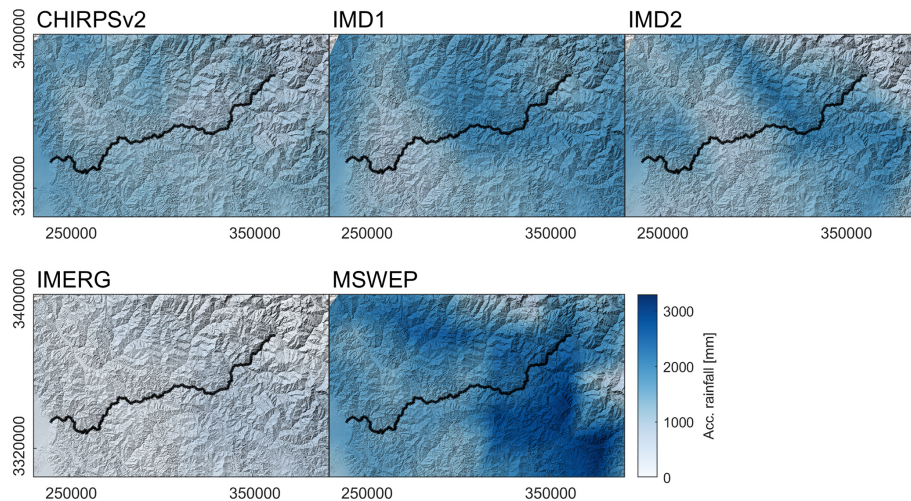 CHIRPSv2 IMD1 IMD2
3400000
3320000
250000 350000 250000 350000 250000 350000
IMERG MSWEP
3400000
3320000
3000
2000
1000
0
Acc. rainfall [mm]
250000 350000 250000 350000